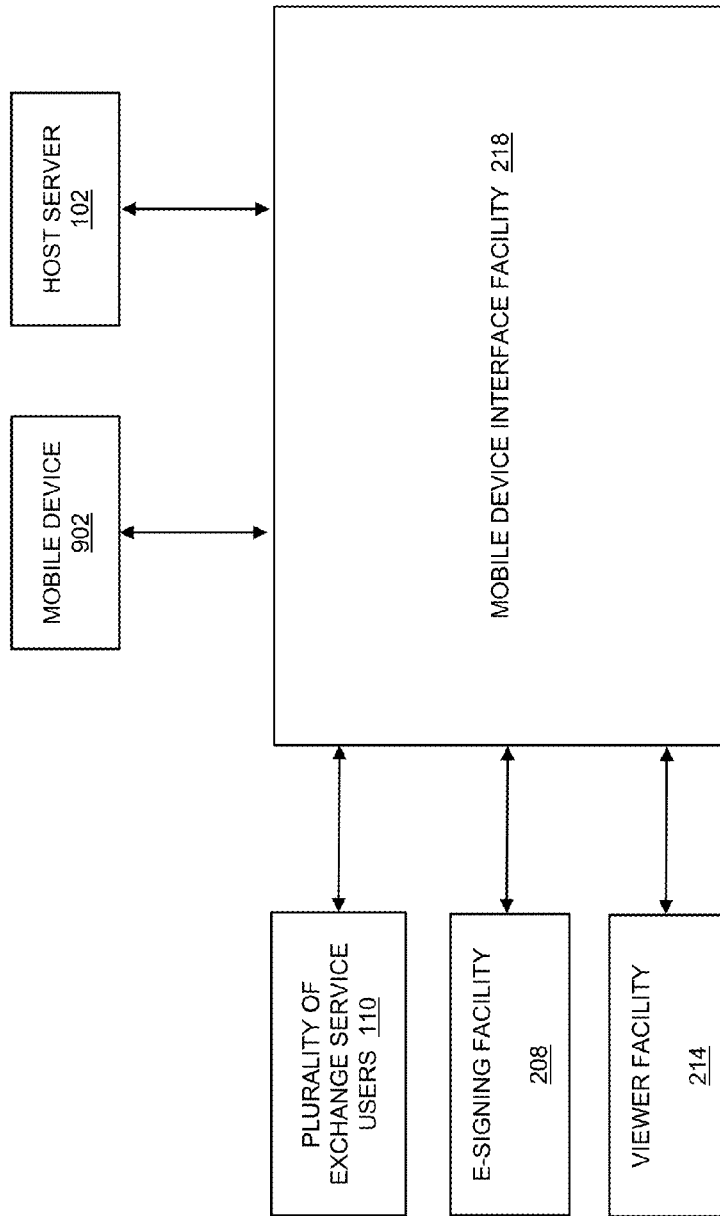 HOST SERVER
102
MOBILE DEVICE
902
MOBILE DEVICE INTERFACE FACILITY 218
PLURALITY OF
EXCHANGE SERVICE
USERS 110
E-SIGNING FACILITY
208
VIEWER FACILITY
214